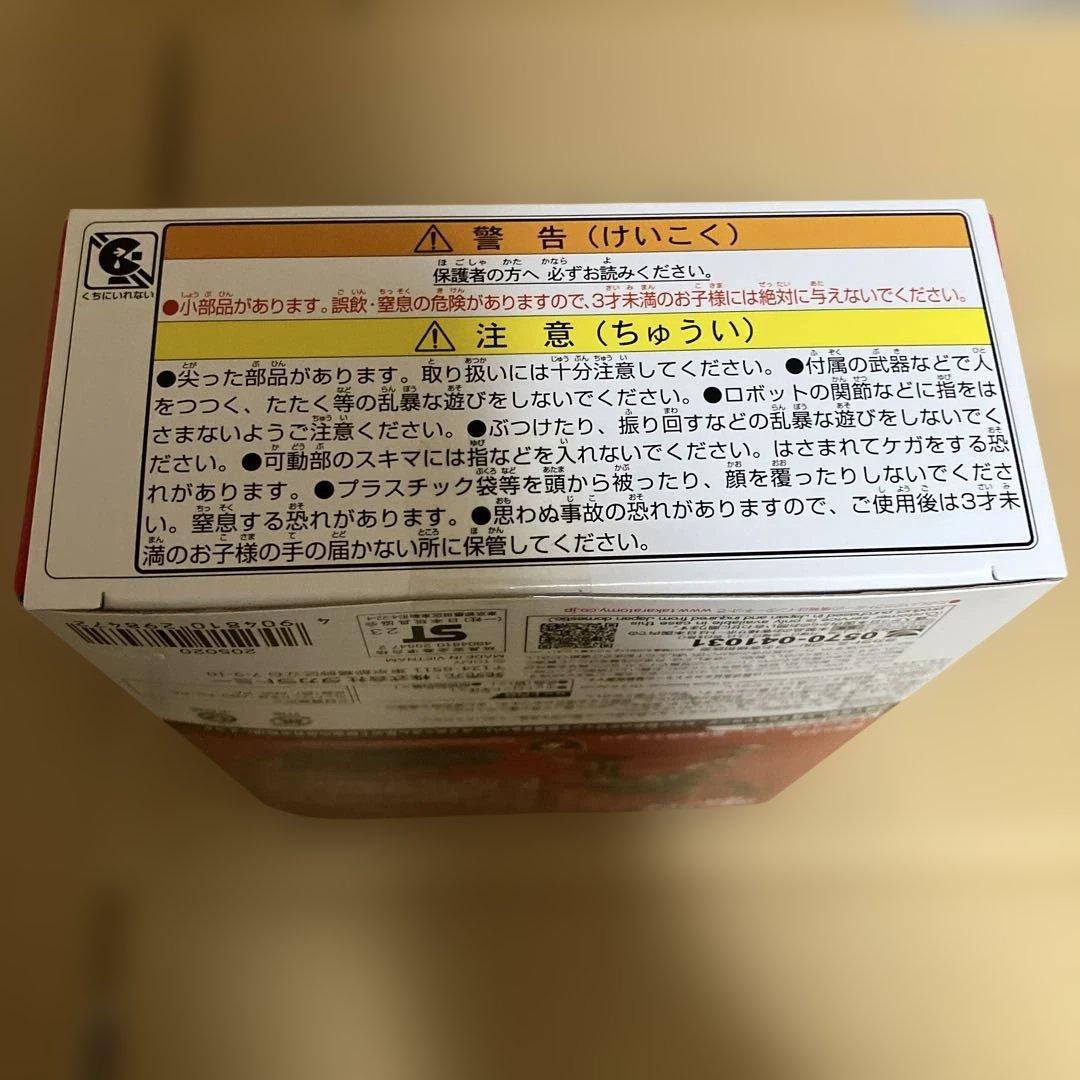 くちにいれない
警 告（けいこく）
保護者の方へ 必ずお読みください。
●小部品があります。誤飲・窒息の危険がありますので、3才未満のお子様には絶対に与えないでください。
注 意（ちゅうい）
●尖った部品があります。取り扱いには十分注意してください。●付属の武器などで人
をつつく、たたく等の乱暴な遊びをしないでください。●ロボットの関節などに指をは
さまないようご注意ください。●ぶつけたり、振り回すなどの乱暴な遊びをしないでく
ださい。●可動部のスキマには指などを入れないでください。はさまれてケガをする恐
れがあります。●プラスチック袋等を頭から被ったり、顔を覆ったりしないでくださ
い。窒息する恐れがあります。●思わぬ事故の恐れがありますので、ご使用後は3才未
満のお子様の手の届かない所に保管してください。
4 904810 298472
205020
ST
MADE IN VIETNAM
www.takaratomy.co.jp
0570-041031